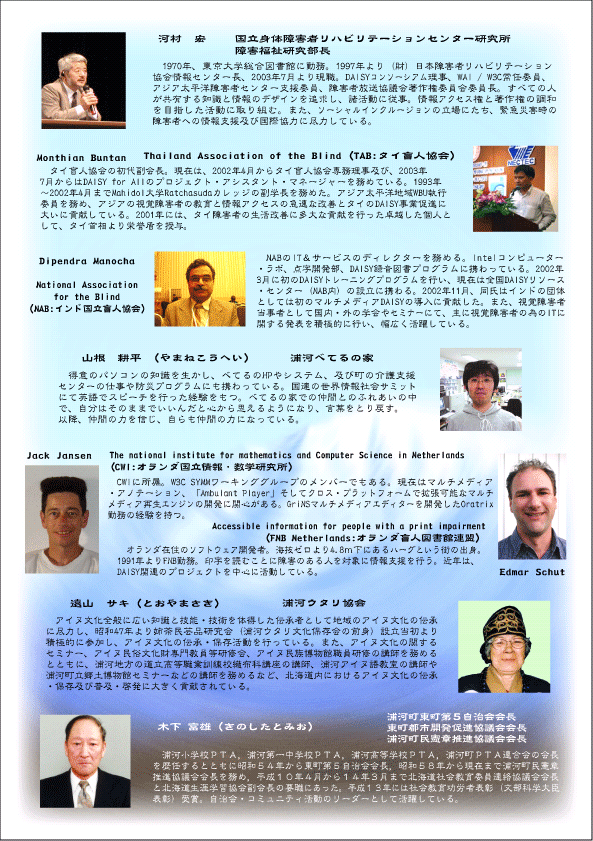 河村　宏　　国立身体障害者リハビリテーションセンター研究所
障害福祉研究部長
1970年、東京大学総合図書館に勤務。1997年より（財）日本障害者リハビリテーション
協会情報センター長、2003年7月より現職。DAISYコンソーシアム理事、WAI / W3C常任委員、
アジア太平洋障害者センター支援委員、障害者放送協議会著作権委員会委員長。すべての人
が共有する知識と情報のデザインを追求し、諸活動に従事。情報アクセス権と著作権の調和
を目指した活動に取り組む。また、ソーシャルインクルージョンの立場にたち、緊急災害時の
障害者への情報支援及び国際協力に尽力している。
Monthian Buntan　Thailand Association of the Blind（TAB:タイ盲人協会）
タイ盲人協会の初代副会長。現在は、2002年4月からタイ盲人協会専務理事及び、2003年
7月からはDAISY for Allのプロジェクト・アシスタント・マネージャーを務めている。1993年
〜2002年4月までMahidol大学Ratchasudaカレッジの副学長を務めた。アジア太平洋地域WBU執行
委員を務め、アジアの視覚障害者の教育と情報アクセスの急速な改善とタイのDAISY事業促進に
大いに貢献している。2001年には、タイ障害者の生活改善に多大な貢献を行った卓越した個人と
して、タイ首相より栄誉盾を授与。
Dipendra Manocha
National Association
for the Blind
(NAB:インド国立盲人協会)
NABのIT＆サービスのディレクターを務める。Intelコンピューター
・ラボ、点字開発部、DAISY録音図書プログラムに携わっている。2002年
3月に初のDAISYトレーニングプログラムを行い、現在は全国DAISYリソース
・センター（NAB内）の設立に携わる。2002年11月、同氏はインドの団体
としては初のマルチメディアDAISYの導入に貢献した。また、視覚障害者
当事者として国内・外の学会やセミナーにて、主に視覚障害者の為のITに
関する発表を積極的に行い、幅広く活躍している。
山根　耕平　（やまねこうへい）　　浦河べてるの家
得意のパソコンの知識を生かし、べてるのHPやシステム、及び町の介護支援
センターの仕事や防災プログラムにも携わっている。国連の世界情報社会サミット
にて英語でスピーチを行った経験をもつ。べてるの家での仲間とのふれあいの中
で、自分はそのままでいいんだと心から思えるようになり、言葉をとり戻す。
以降、仲間の力を信じ、自らも仲間の力になっている。
Jack Jansen　The national institute for mathematics and Computer Science in Netherlands
(CWI:オランダ国立情報・数学研究所)
CWIに所属。W3C SYMMワーキンググループのメンバーでもある。現在はマルチメディア
・アノテーション、「Ambulant Player」そしてクロス・プラットフォームで拡張可能なマルチ
メディア再生エンジンの開発に関心がある。GriNSマルチメディアエディターを開発したOratrix
勤務の経験を持つ。
Accessible information for people with a print impairment
(FNB Netherlands:オランダ盲人図書館連盟)
オランダ在住のソフトウェア開発者。海抜ゼロより4.8m下にあるハーグという街の出身。
1991年よりFNB勤務。印字を読むことに障害のある人を対象に情報支援を行う。近年は、
DAISY関連のプロジェクトを中心に活動している。
Edmar Schut
遠山　サキ（とおやまさき）　　浦河ウタリ協会
アイヌ文化全般に広い知識と技能・技術を体得した伝承者として地域のアイヌ文化の伝承
に尽力し、昭和47年より姉茶民芸品研究会（浦河ウタリ文化保存会の前身）設立当初より
積極的に参加し、アイヌ文化の伝承・保存活動を行っている。また、アイヌ文化の関する
セミナー、アイヌ民俗文化財専門教員等研修会、アイヌ民族博物館職員研修の講師を務める
とともに、浦河地方の道立高等職業訓練校織布科講座の講師、浦河アイヌ語教室の講師や
浦河町立郷土博物館セミナーなどの講師を務めるなど、北海道内におけるアイヌ文化の伝承
・保存及び普及・啓発に大きく貢献されている。
木下　富雄（きのしたとみお）
浦河町東町第５自治会会長
東町都市開発促進協議会会長
浦河町民憲章推進協議会会長
浦河小学校ＰＴＡ，浦河第一中学校ＰＴＡ，浦河高等学校ＰＴＡ，浦河町ＰＴＡ連合会の会長
を歴任するとともに昭和５４年から東町第５自治会会長，昭和５８年から現在まで浦河町民憲章
推進協議会会長を務め，平成１０年４月から１４年３月まで北海道社会教育委員連絡協議会会長
と北海道生涯学習協会副会長の要職にあった。平成１３年には社会教育功労者表彰（文部科学大臣
表彰）受賞。自治会・コミュニティ活動のリーダーとして活躍している。